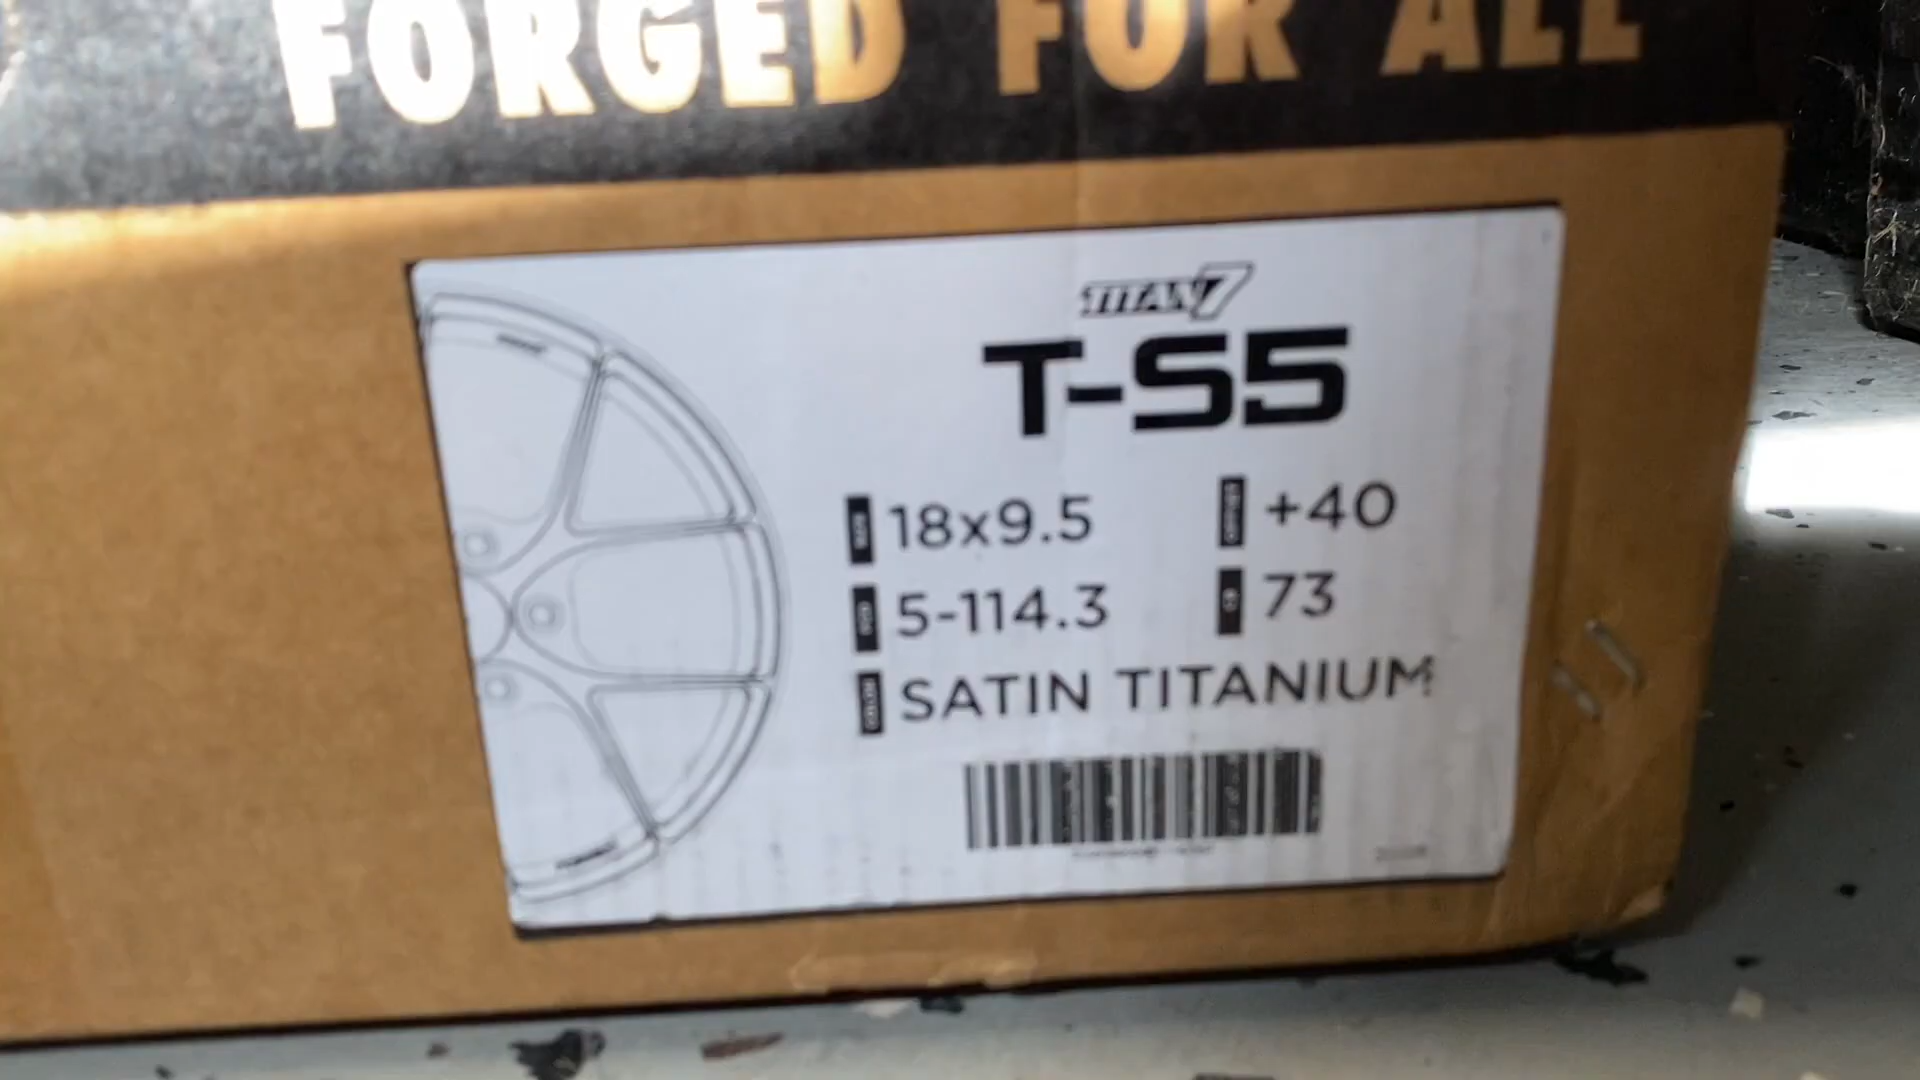 FORGED FOR ALL
TITAN7
T-S5
18x9.5 +40
5-114.3 73
SATIN TITANIUM